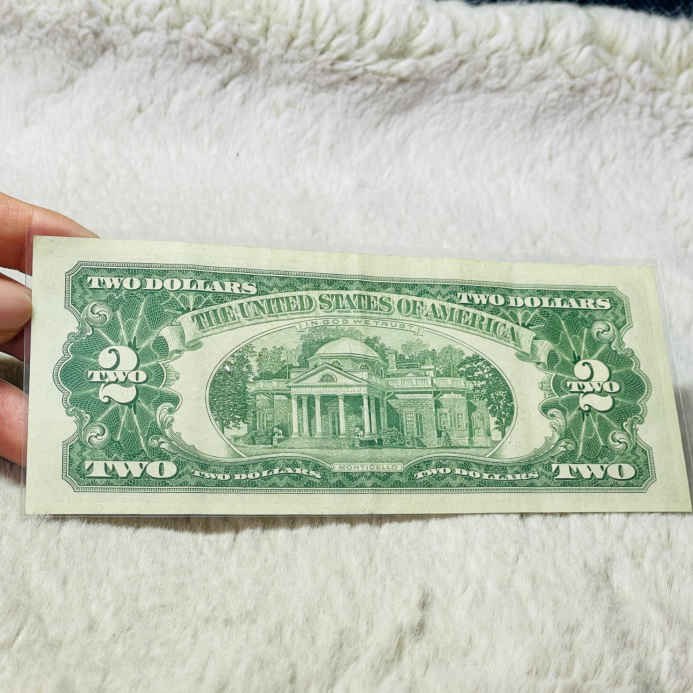 TWO DOLLARS
TWO DOLLARS
THE UNITED STATES OF AMERICA
IN GOD WE TRUST
2
TWO
2
TWO
TWO
TWO DOLLARS
MONTICELLO
TWO DOLLARS
TWO